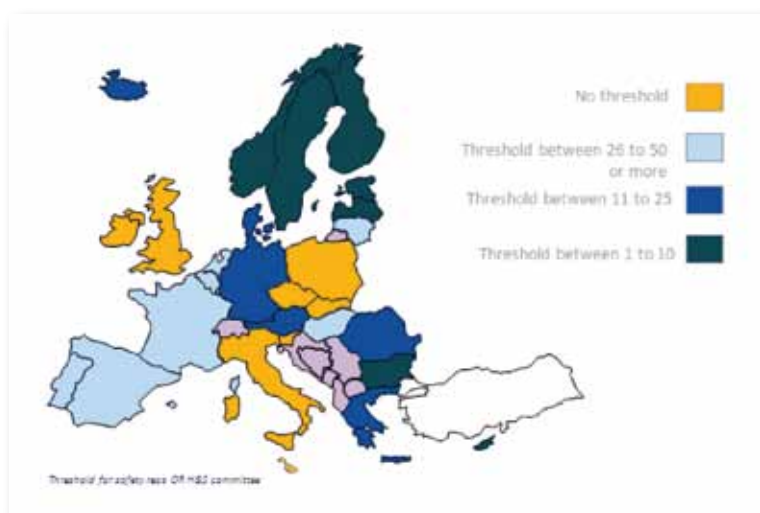 No threshold
Threshold between 26 to 50
or more
Threshold between 11 to 25
Threshold between 1 to 10
Threshold for safety reps OR H&S committee